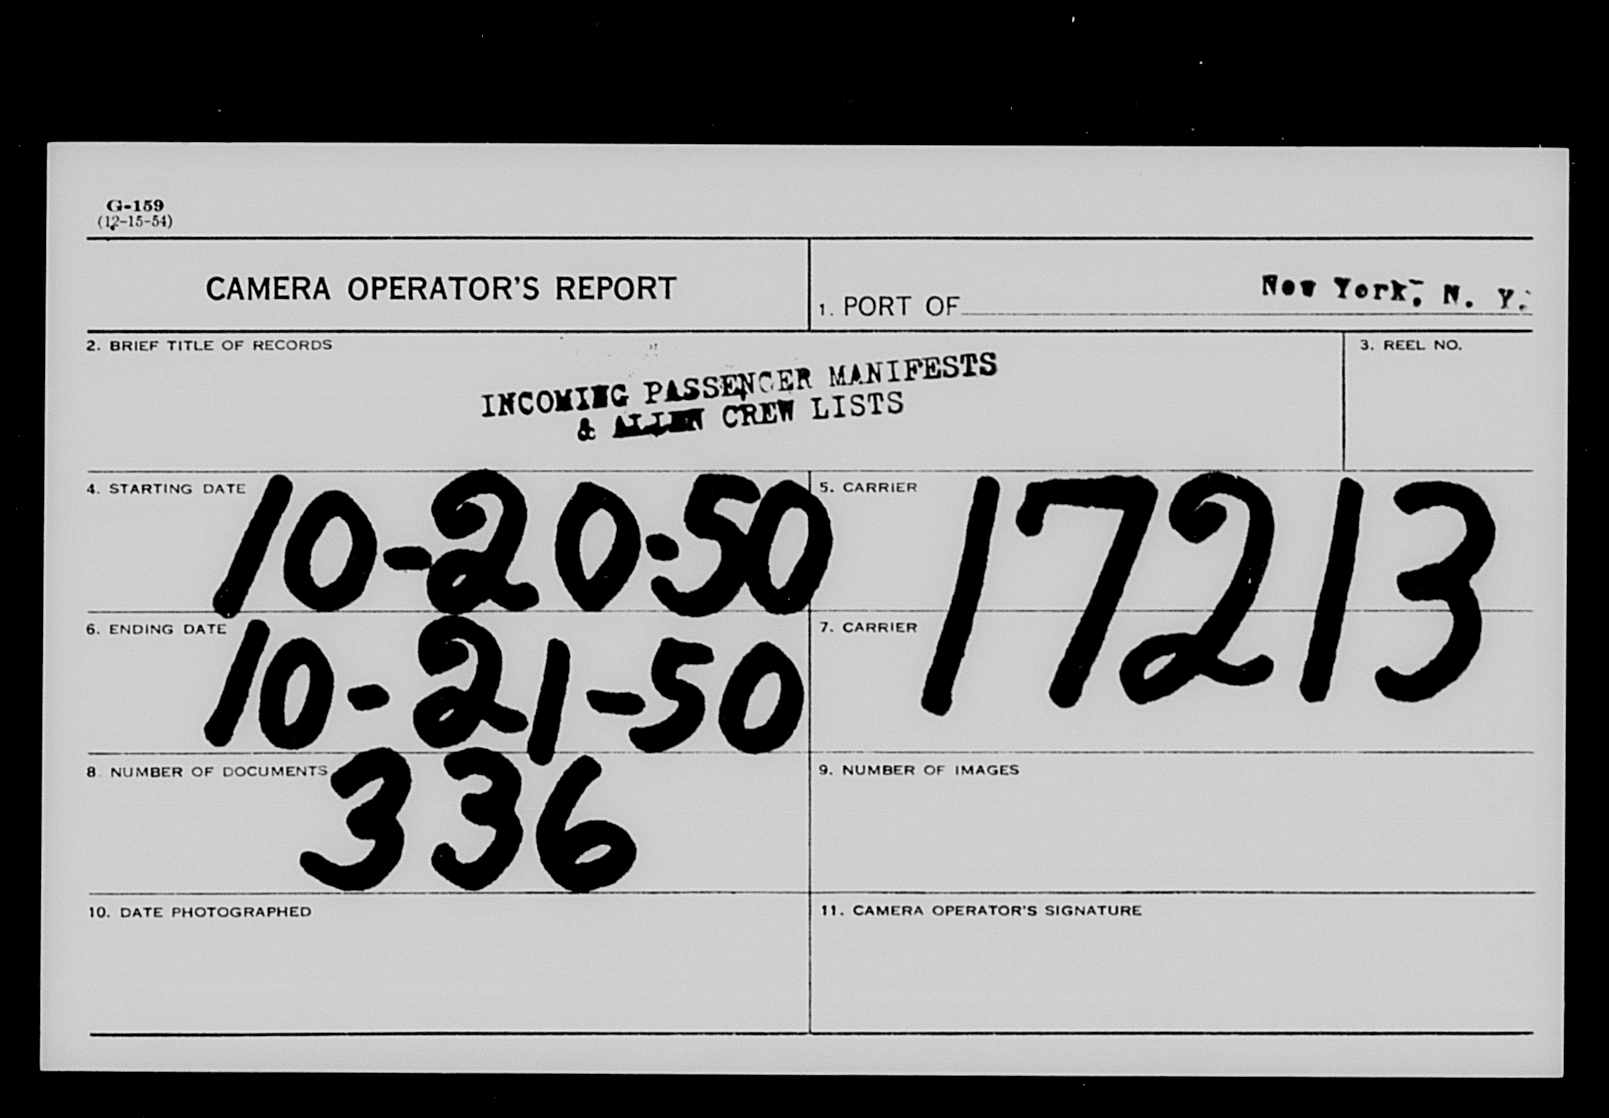 G-159
(12-15-54)
CAMERA OPERATOR'S REPORT
1. PORT OF New York, N. Y.
2. BRIEF TITLE OF RECORDS
INCOMING PASSENGER MANIFESTS
& ALIEN CREW LISTS
3. REEL NO.
4. STARTING DATE 10-20-50
5. CARRIER 17213
6. ENDING DATE 10-21-50
7. CARRIER
8. NUMBER OF DOCUMENTS 336
9. NUMBER OF IMAGES
10. DATE PHOTOGRAPHED
11. CAMERA OPERATOR'S SIGNATURE